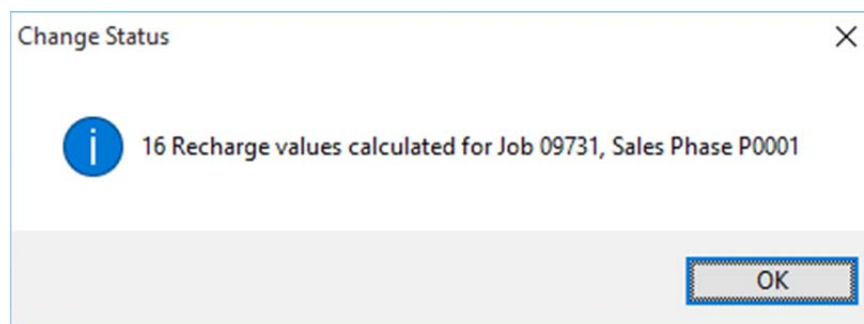 Change Status
16 Recharge values calculated for Job 09731, Sales Phase P0001
OK